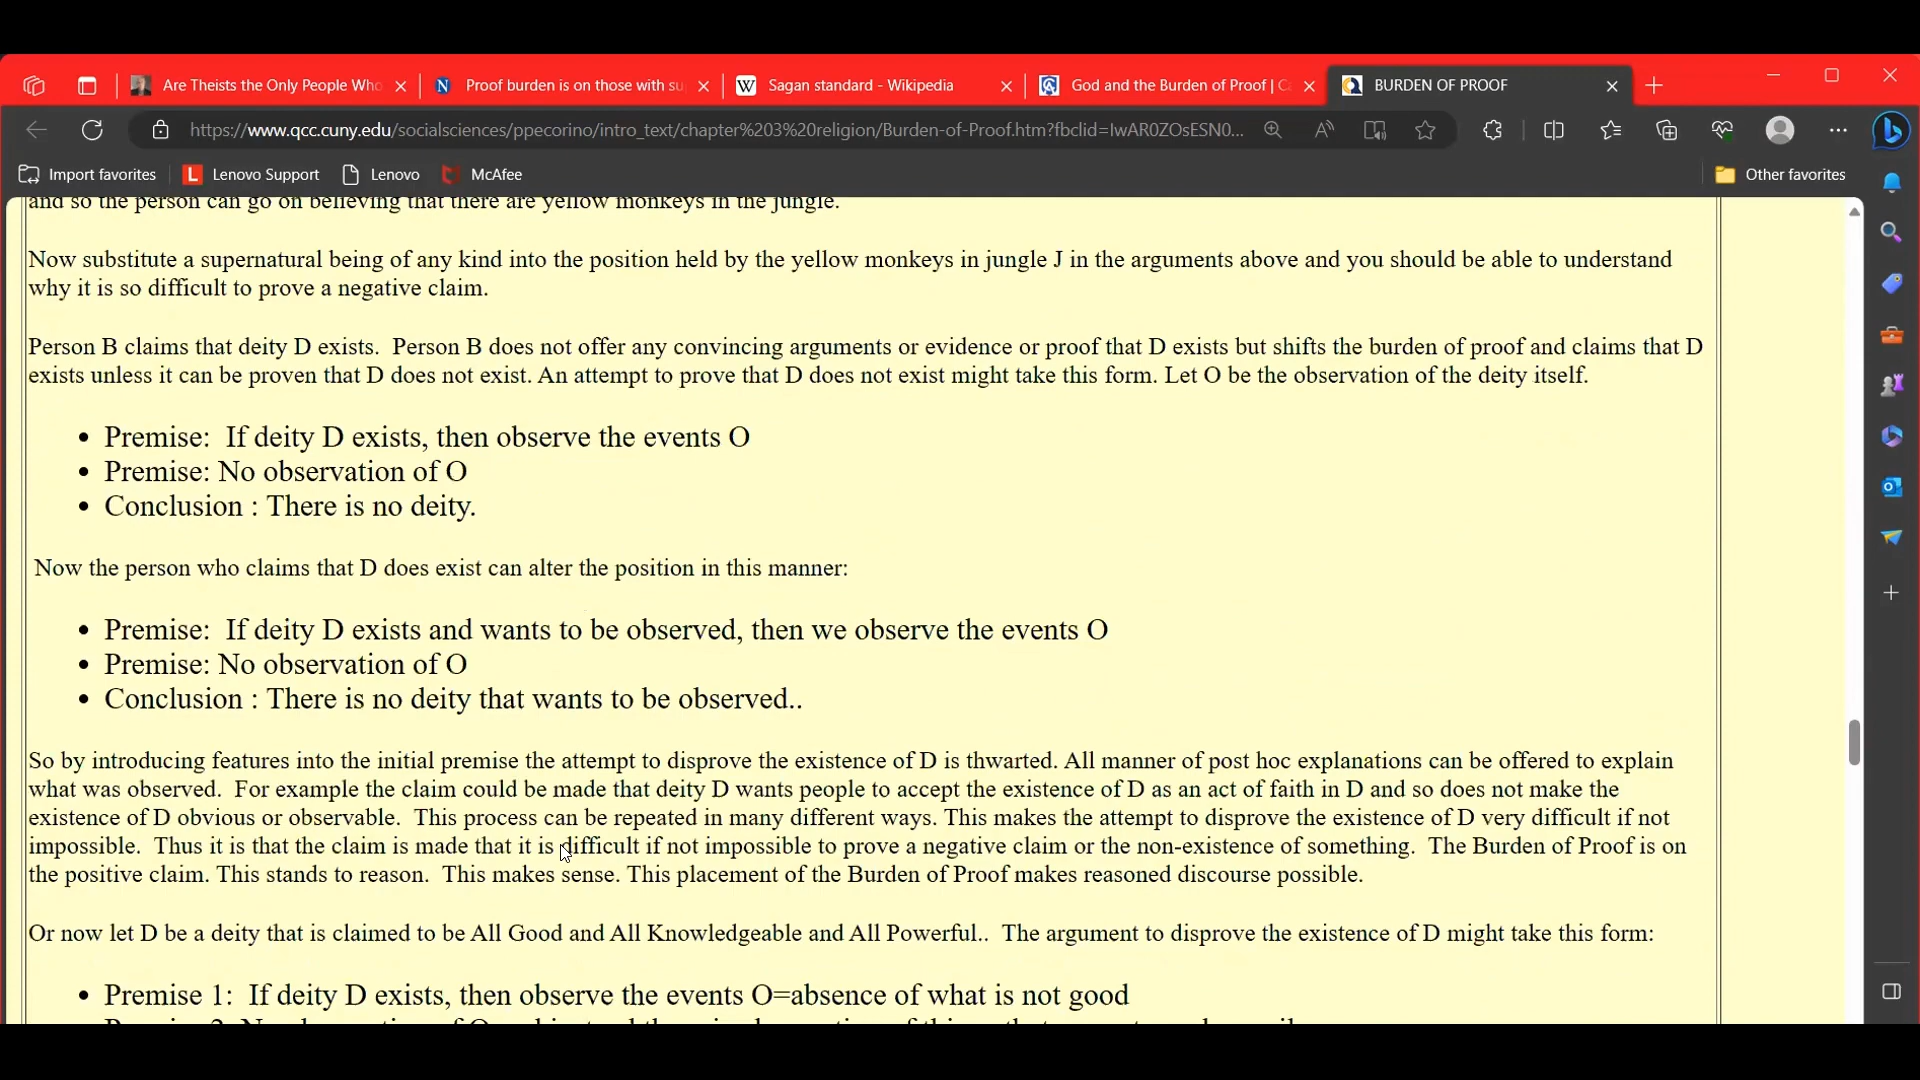 Are Theists the Only People Who
Proof burden is on those with su
Sagan standard - Wikipedia
God and the Burden of Proof | C
BURDEN OF PROOF
https://www.qcc.cuny.edu/socialsciences/ppecorino/intro_text/chapter%203%20religion/Burden-of-Proof.htm?fbclid=IwAR0ZOsESN0...
Import favorites
Lenovo Support
Lenovo
McAfee
Other favorites
and so the person can go on believing that there are yellow monkeys in the jungle.
Now substitute a supernatural being of any kind into the position held by the yellow monkeys in jungle J in the arguments above and you should be able to understand
why it is so difficult to prove a negative claim.
Person B claims that deity D exists.  Person B does not offer any convincing arguments or evidence or proof that D exists but shifts the burden of proof and claims that D
exists unless it can be proven that D does not exist. An attempt to prove that D does not exist might take this form. Let O be the observation of the deity itself.
• Premise:  If deity D exists, then observe the events O
• Premise: No observation of O
• Conclusion : There is no deity.
Now the person who claims that D does exist can alter the position in this manner:
• Premise:  If deity D exists and wants to be observed, then we observe the events O
• Premise: No observation of O
• Conclusion : There is no deity that wants to be observed..
So by introducing features into the initial premise the attempt to disprove the existence of D is thwarted. All manner of post hoc explanations can be offered to explain
what was observed.  For example the claim could be made that deity D wants people to accept the existence of D as an act of faith in D and so does not make the
existence of D obvious or observable.  This process can be repeated in many different ways. This makes the attempt to disprove the existence of D very difficult if not
impossible.  Thus it is that the claim is made that it is difficult if not impossible to prove a negative claim or the non-existence of something.  The Burden of Proof is on
the positive claim. This stands to reason.  This makes sense. This placement of the Burden of Proof makes reasoned discourse possible.
Or now let D be a deity that is claimed to be All Good and All Knowledgeable and All Powerful..  The argument to disprove the existence of D might take this form:
• Premise 1:  If deity D exists, then observe the events O=absence of what is not good